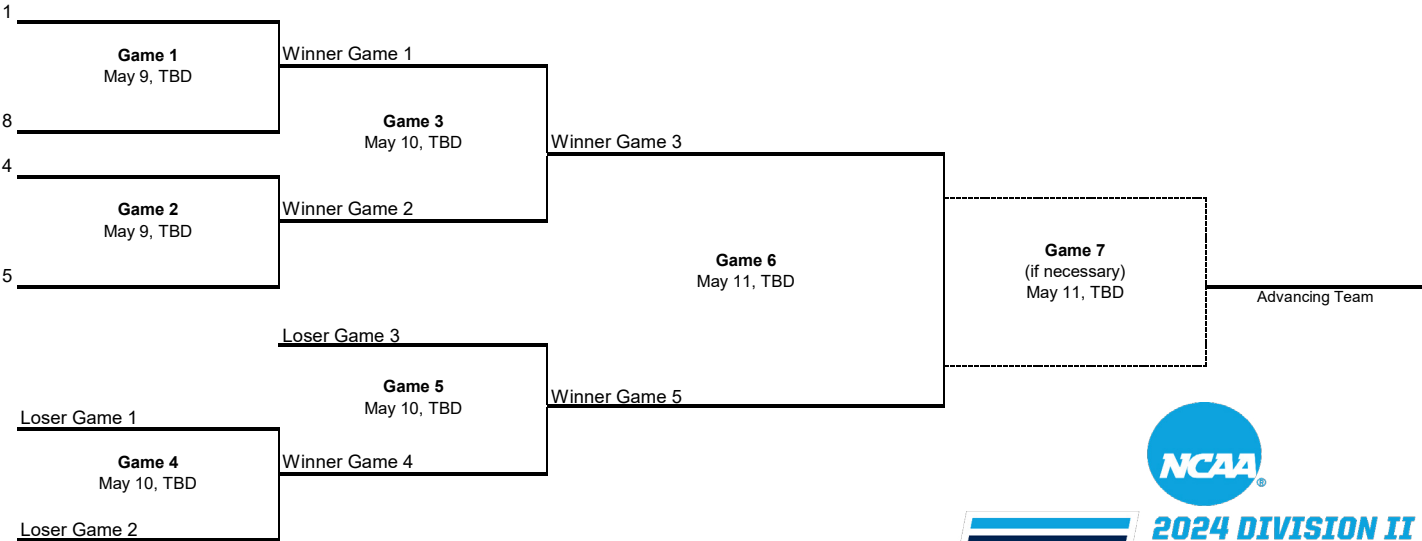 1
Game 1
May 9, TBD
8
Winner Game 1
Game 3
May 10, TBD
4
Game 2
May 9, TBD
5
Winner Game 2
Winner Game 3
Game 6
May 11, TBD
Game 7
(if necessary)
May 11, TBD
Advancing Team
Loser Game 3
Game 5
May 10, TBD
Winner Game 5
Loser Game 1
Game 4
May 10, TBD
Loser Game 2
Winner Game 4
NCAA®
2024 DIVISION II